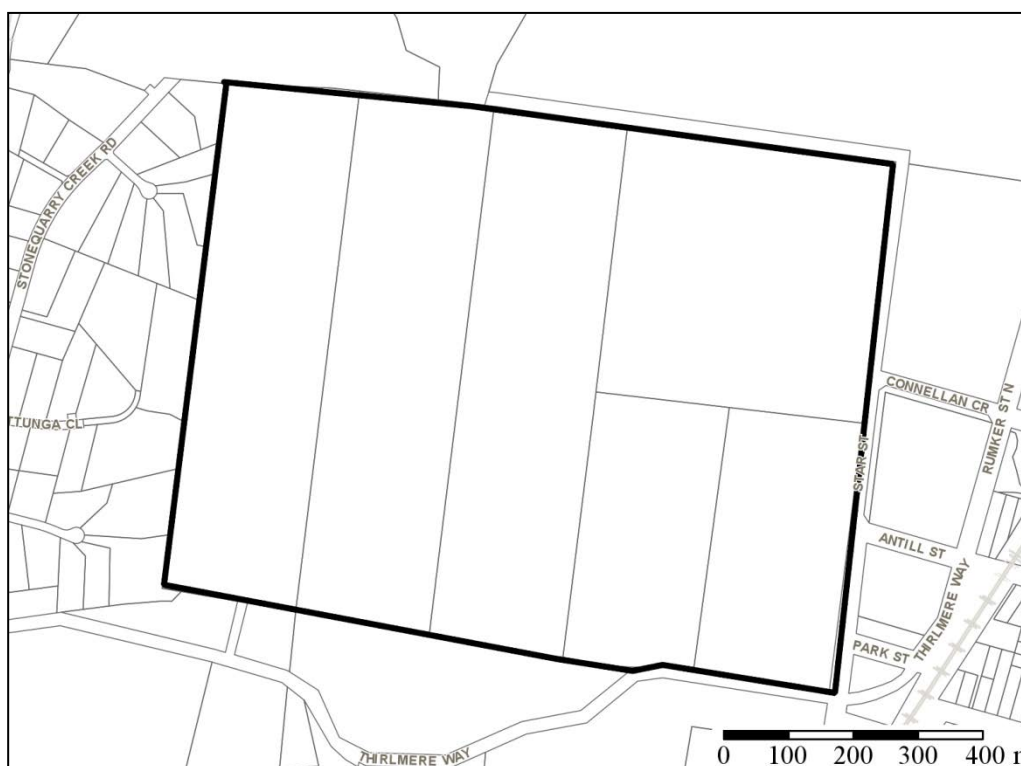 STONEQUARRY CREEK RD
TTUNGA CL
CONNELLAN CR
RUMKER ST N
STAR ST
ANTILL ST
THIRLMERE WAY
PARK ST
THIRLMERE WAY
0 100 200 300 400 m